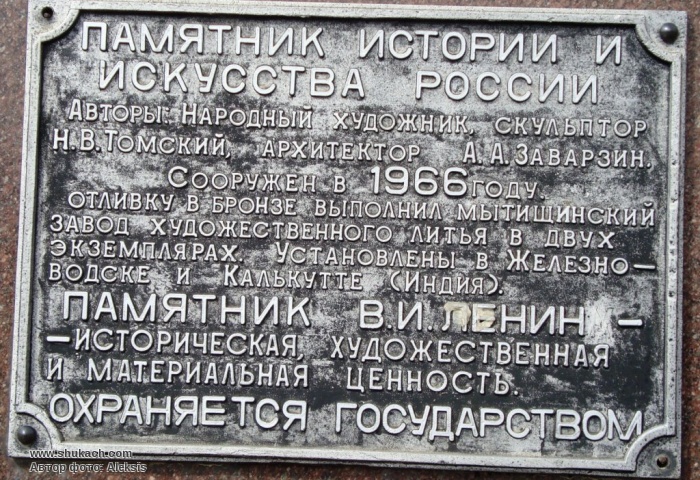 ПАМЯТНИК ИСТОРИИ И
ИСКУССТВА РОССИИ
АВТОРЫ: НАРОДНЫЙ ХУДОЖНИК, СКУЛЬПТОР
Н.В.ТОМСКИЙ, АРХИТЕКТОР А.А.ЗАВАРЗИН.
СООРУЖЕН В 1966 ГОДУ.
ОТЛИВКУ В БРОНЗЕ ВЫПОЛНИЛ МЫТИЩИНСКИЙ
ЗАВОД ХУДОЖЕСТВЕННОГО ЛИТЬЯ В ДВУХ
ЭКЗЕМПЛЯРАХ. УСТАНОВЛЕНЫ В ЖЕЛЕЗНО-
ВОДСКЕ И КАЛЬКУТТЕ (ИНДИЯ).
ПАМЯТНИК В.И.ЛЕНИН -
-ИСТОРИЧЕСКАЯ, ХУДОЖЕСТВЕННАЯ
И МАТЕРИАЛЬНАЯ ЦЕННОСТЬ.
ОХРАНЯЕТСЯ ГОСУДАРСТВОМ
www.shukach.com
Автор фото: Aleksis